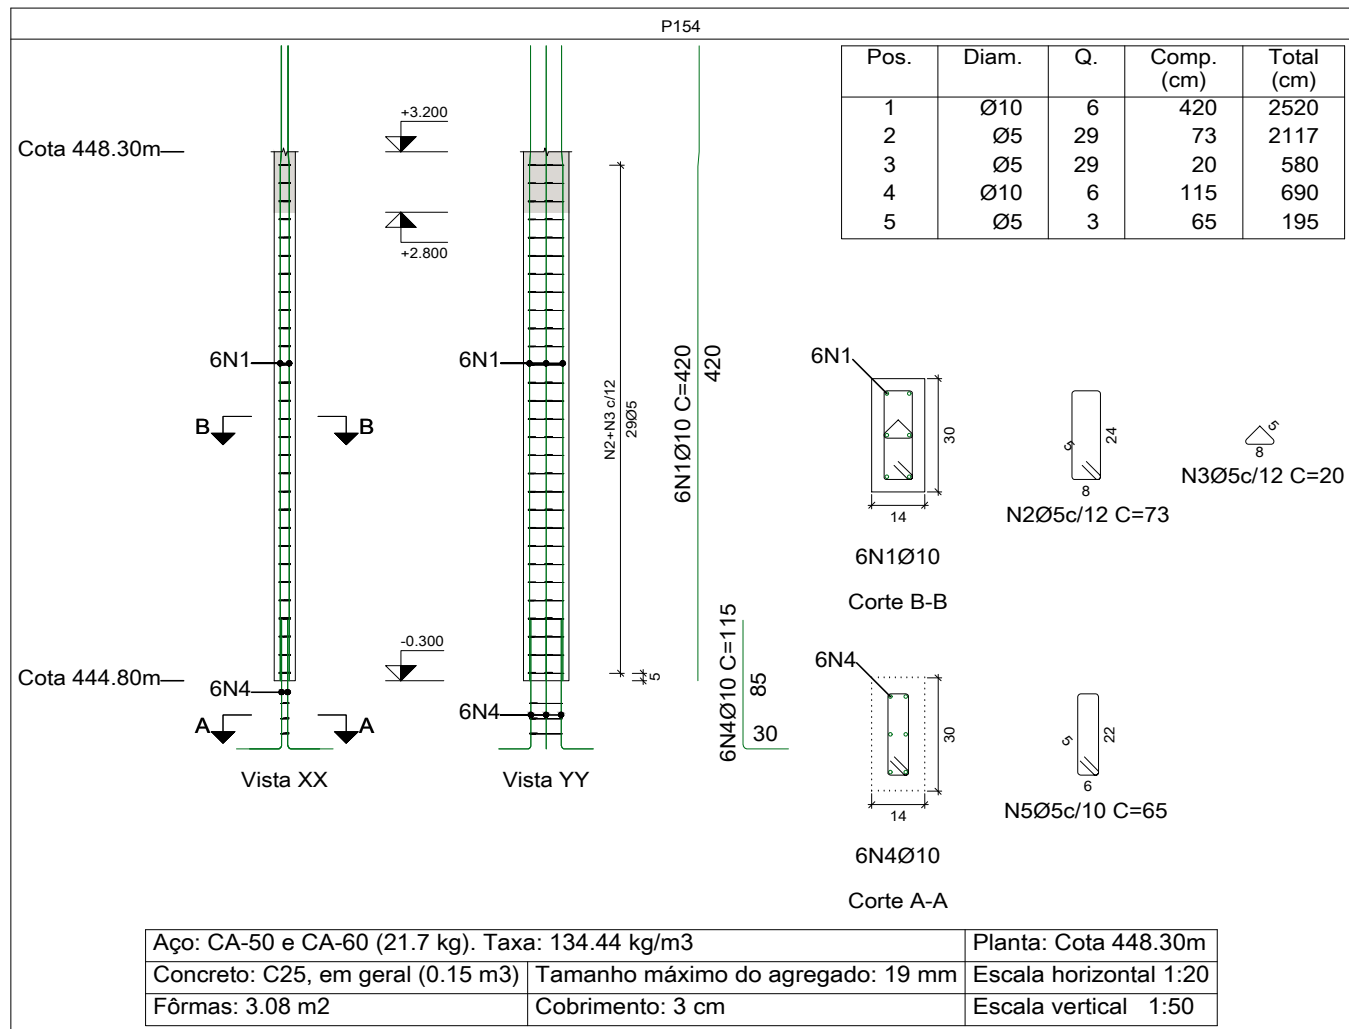 P154
Pos. Diam. Q. Comp. (cm) Total (cm)
1 Ø10 6 420 2520
2 Ø5 29 73 2117
3 Ø5 29 20 580
4 Ø10 6 115 690
5 Ø5 3 65 195
Cota 448.30m
+3.200
+2.800
6N1
6N1
B
B
N2+N3 c/12
29Ø5
6N1Ø10 C=420
420
6N1
30
14
6N1Ø10
Corte B-B
5
24
8
N2Ø5c/12 C=73
5
8
N3Ø5c/12 C=20
Cota 444.80m
-0.300
5
6N4
6N4
A
A
Vista XX
Vista YY
6N4Ø10 C=115
85
30
6N4
30
14
6N4Ø10
Corte A-A
5
22
6
N5Ø5c/10 C=65
Aço: CA-50 e CA-60 (21.7 kg). Taxa: 134.44 kg/m3 Planta: Cota 448.30m
Concreto: C25, em geral (0.15 m3) Tamanho máximo do agregado: 19 mm Escala horizontal 1:20
Fôrmas: 3.08 m2 Cobrimento: 3 cm Escala vertical 1:50